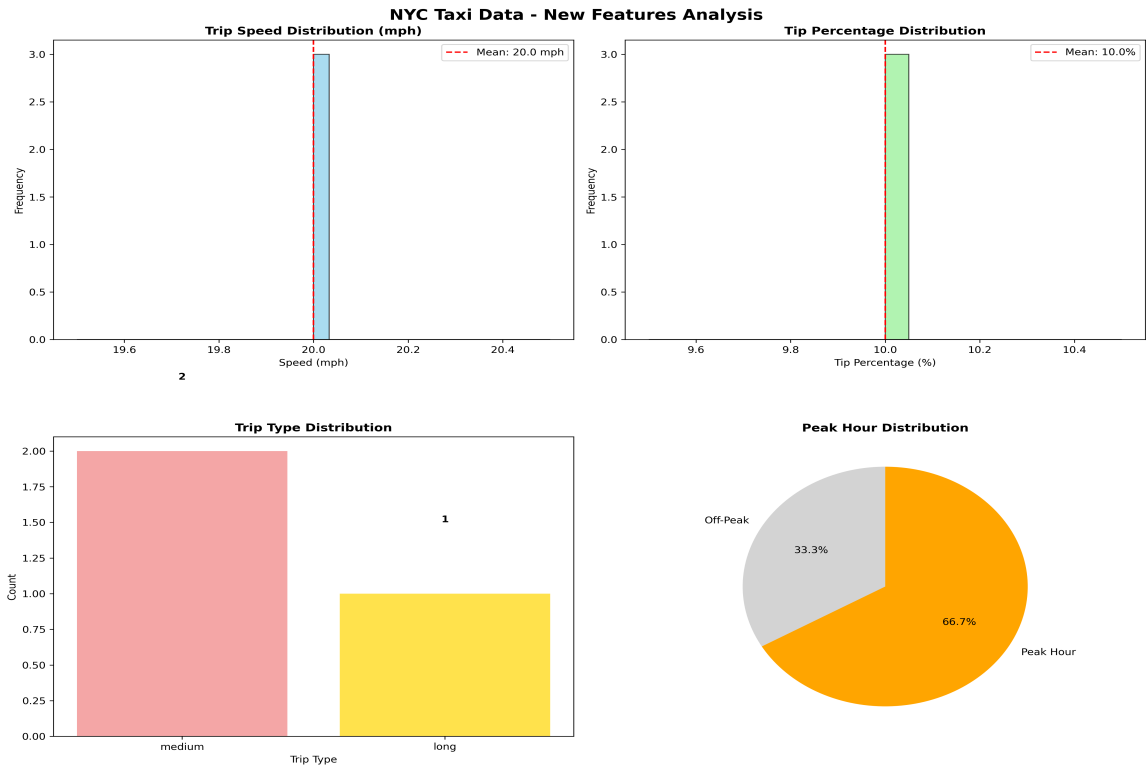 NYC Taxi Data - New Features Analysis
Trip Speed Distribution (mph)
Mean: 20.0 mph
3.0
2.5
2.0
1.5
1.0
0.5
0.0
Frequency
19.6 19.8 20.0 20.2 20.4
Speed (mph)
Tip Percentage Distribution
Mean: 10.0%
3.0
2.5
2.0
1.5
1.0
0.5
0.0
Frequency
9.6 9.8 10.0 10.2 10.4
Tip Percentage (%)
2
Trip Type Distribution
2.00
1.75
1.50
1.25
1.00
0.75
0.50
0.25
0.00
Count
1
medium long
Trip Type
Peak Hour Distribution
Off-Peak
33.3%
66.7%
Peak Hour